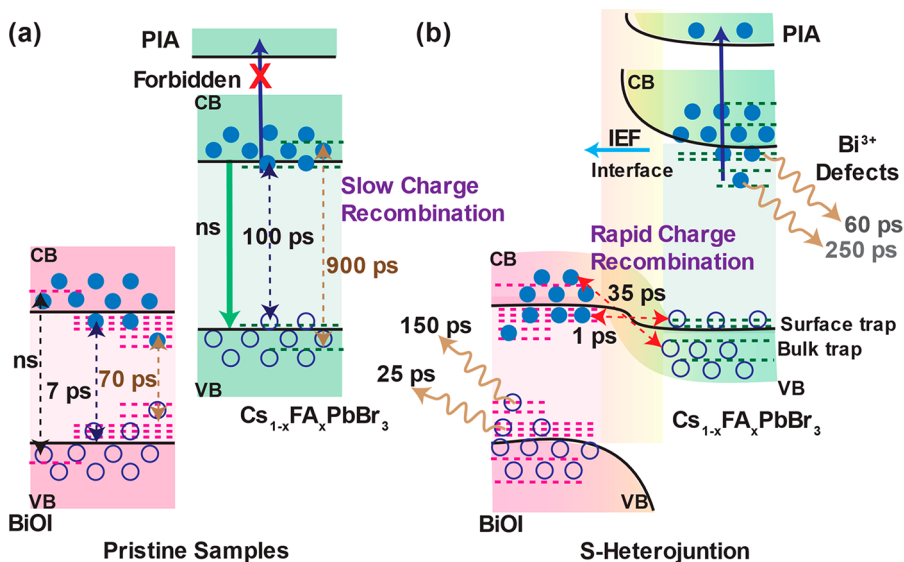 (a)
PIA
Forbidden
X
CB
Slow Charge
Recombination
ns
100 ps
900 ps
VB
Cs1-xFAxPbBr3
CB
ns
7 ps
70 ps
VB
BiOI
Pristine Samples
(b)
PIA
CB
IEF
Interface
Bi3+
Defects
60 ps
250 ps
Rapid Charge
Recombination
CB
35 ps
1 ps
Surface trap
Bulk trap
VB
150 ps
25 ps
Cs1-xFAxPbBr3
VB
BiOI
S-Heterojuntion